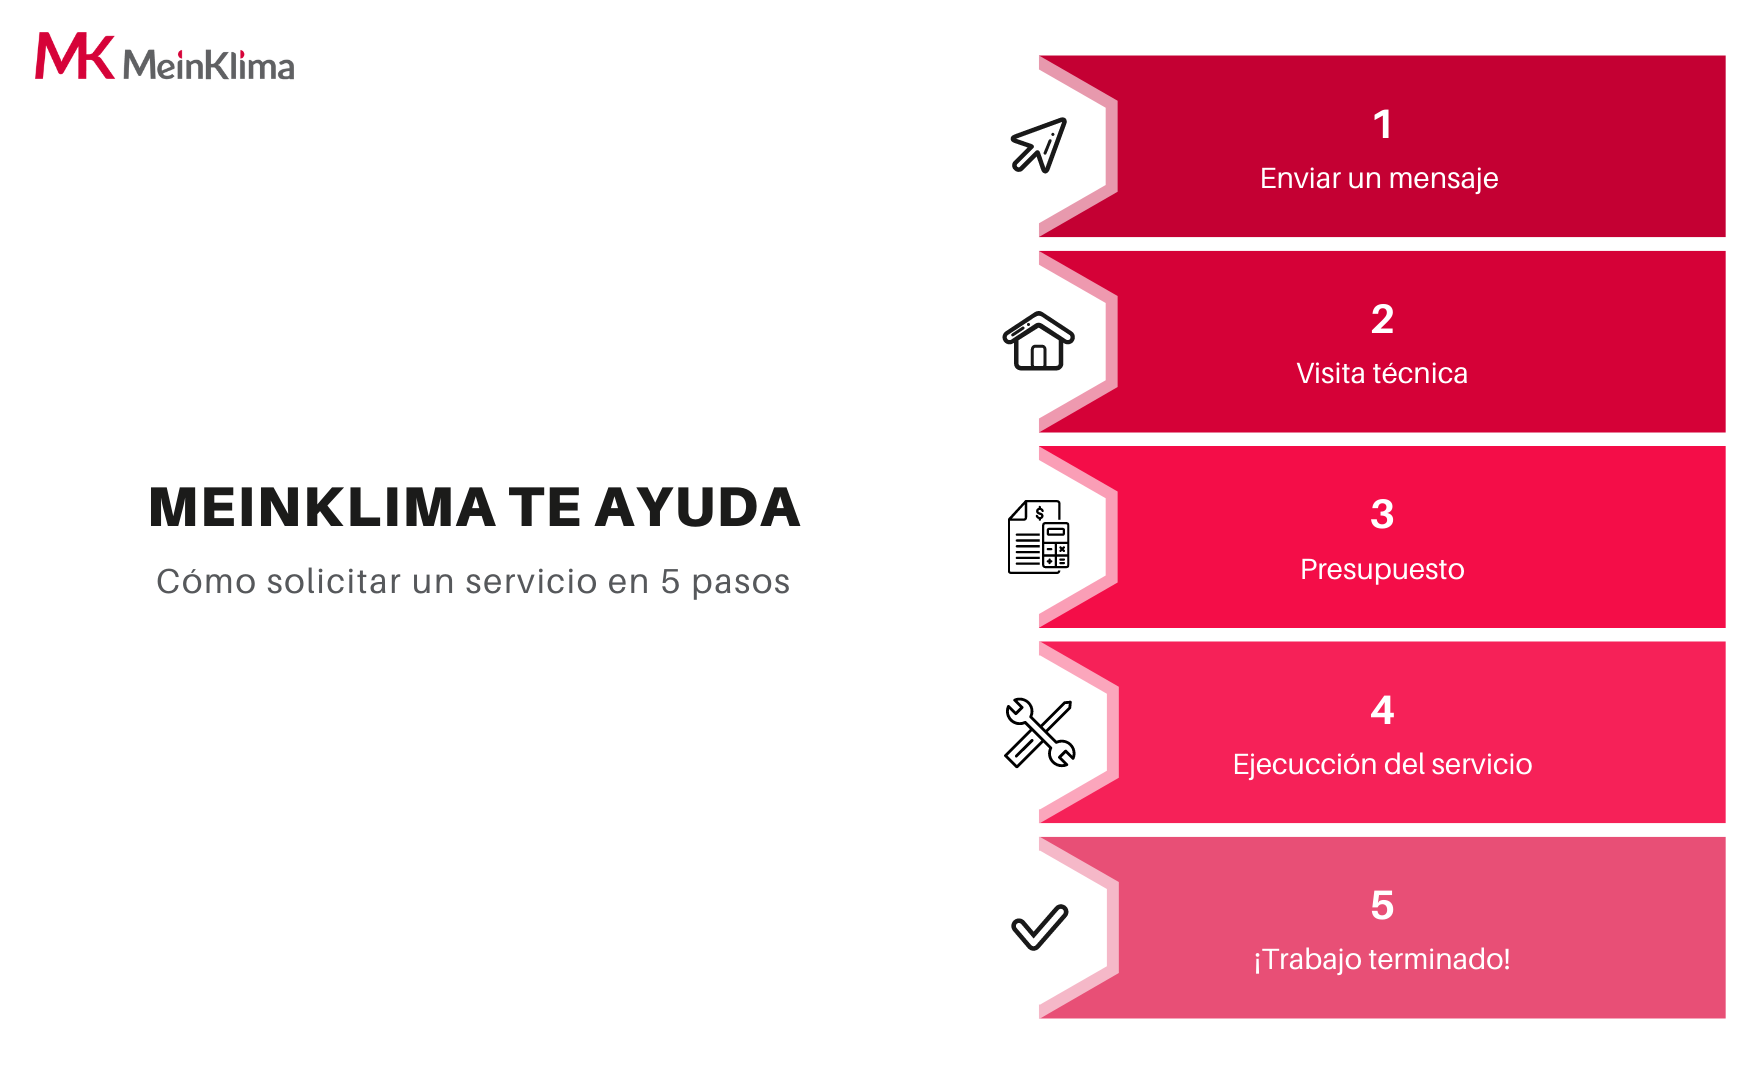 MK MeinKlima
MEINKLIMA TE AYUDA
Cómo solicitar un servicio en 5 pasos
1
Enviar un mensaje
2
Visita técnica
3
Presupuesto
4
Ejecucción del servicio
5
¡Trabajo terminado!